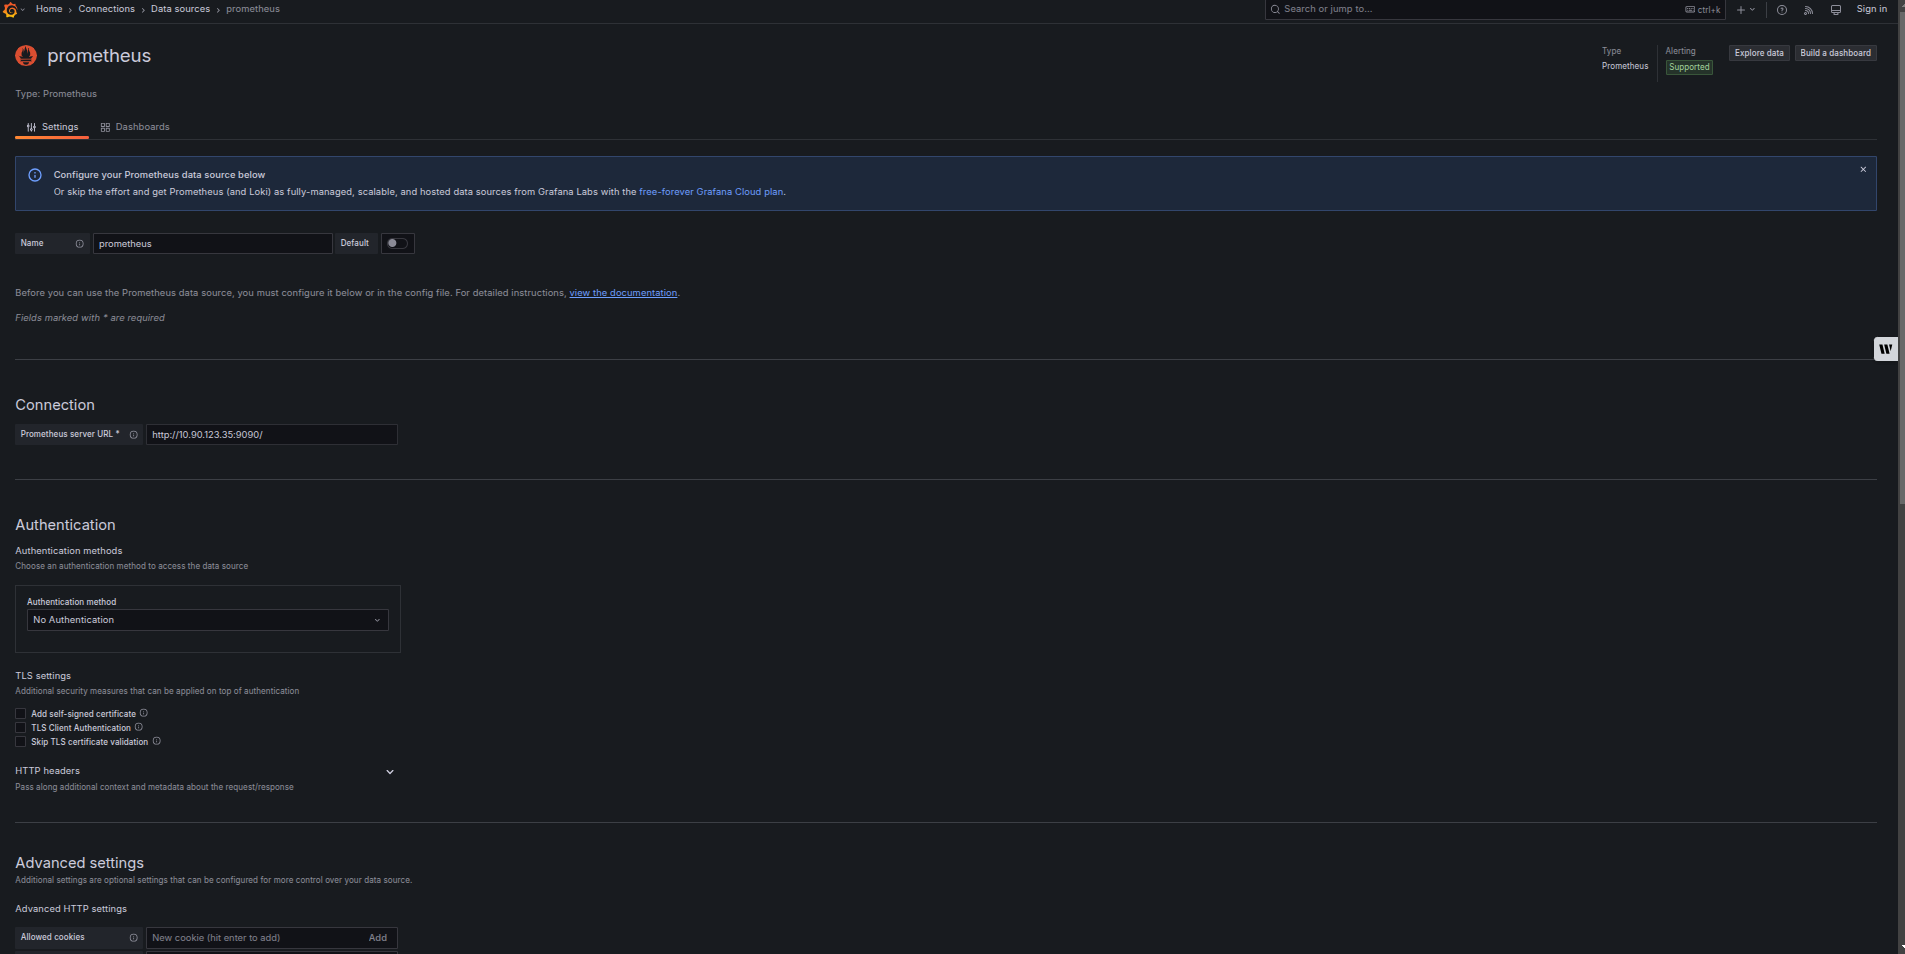 Home › Connections › Data sources › prometheus
Search or jump to... ctrl+k
Sign in
prometheus
Type
Prometheus
Alerting
Supported
Explore data
Build a dashboard
Type: Prometheus
Settings
Dashboards
Configure your Prometheus data source below
Or skip the effort and get Prometheus (and Loki) as fully-managed, scalable, and hosted data sources from Grafana Labs with the free-forever Grafana Cloud plan.
Name
prometheus
Default
Before you can use the Prometheus data source, you must configure it below or in the config file. For detailed instructions, view the documentation.
Fields marked with * are required
W
Connection
Prometheus server URL *
http://10.90.123.35:9090/
Authentication
Authentication methods
Choose an authentication method to access the data source
Authentication method
No Authentication
TLS settings
Additional security measures that can be applied on top of authentication
Add self-signed certificate
TLS Client Authentication
Skip TLS certificate validation
HTTP headers
Pass along additional context and metadata about the request/response
Advanced settings
Additional settings are optional settings that can be configured for more control over your data source.
Advanced HTTP settings
Allowed cookies
New cookie (hit enter to add)
Add